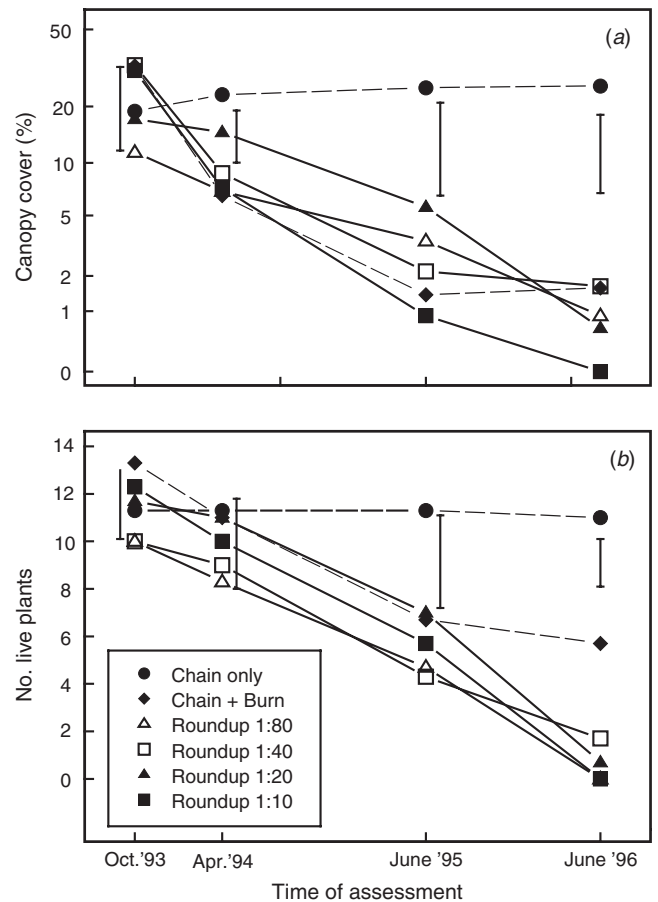 (a)
50
20
10
5
2
1
0
Canopy cover (%)
(b)
14
12
10
8
6
4
2
0
No. live plants
Chain only
Chain + Burn
Roundup 1:80
Roundup 1:40
Roundup 1:20
Roundup 1:10
Oct.'93 Apr.'94 June '95 June '96
Time of assessment